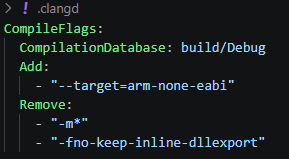 > ! .clangd
CompileFlags:
  CompilationDatabase: build/Debug
  Add:
    - "--target=arm-none-eabi"
  Remove:
    - "-m*"
    - "-fno-keep-inline-dllexport"